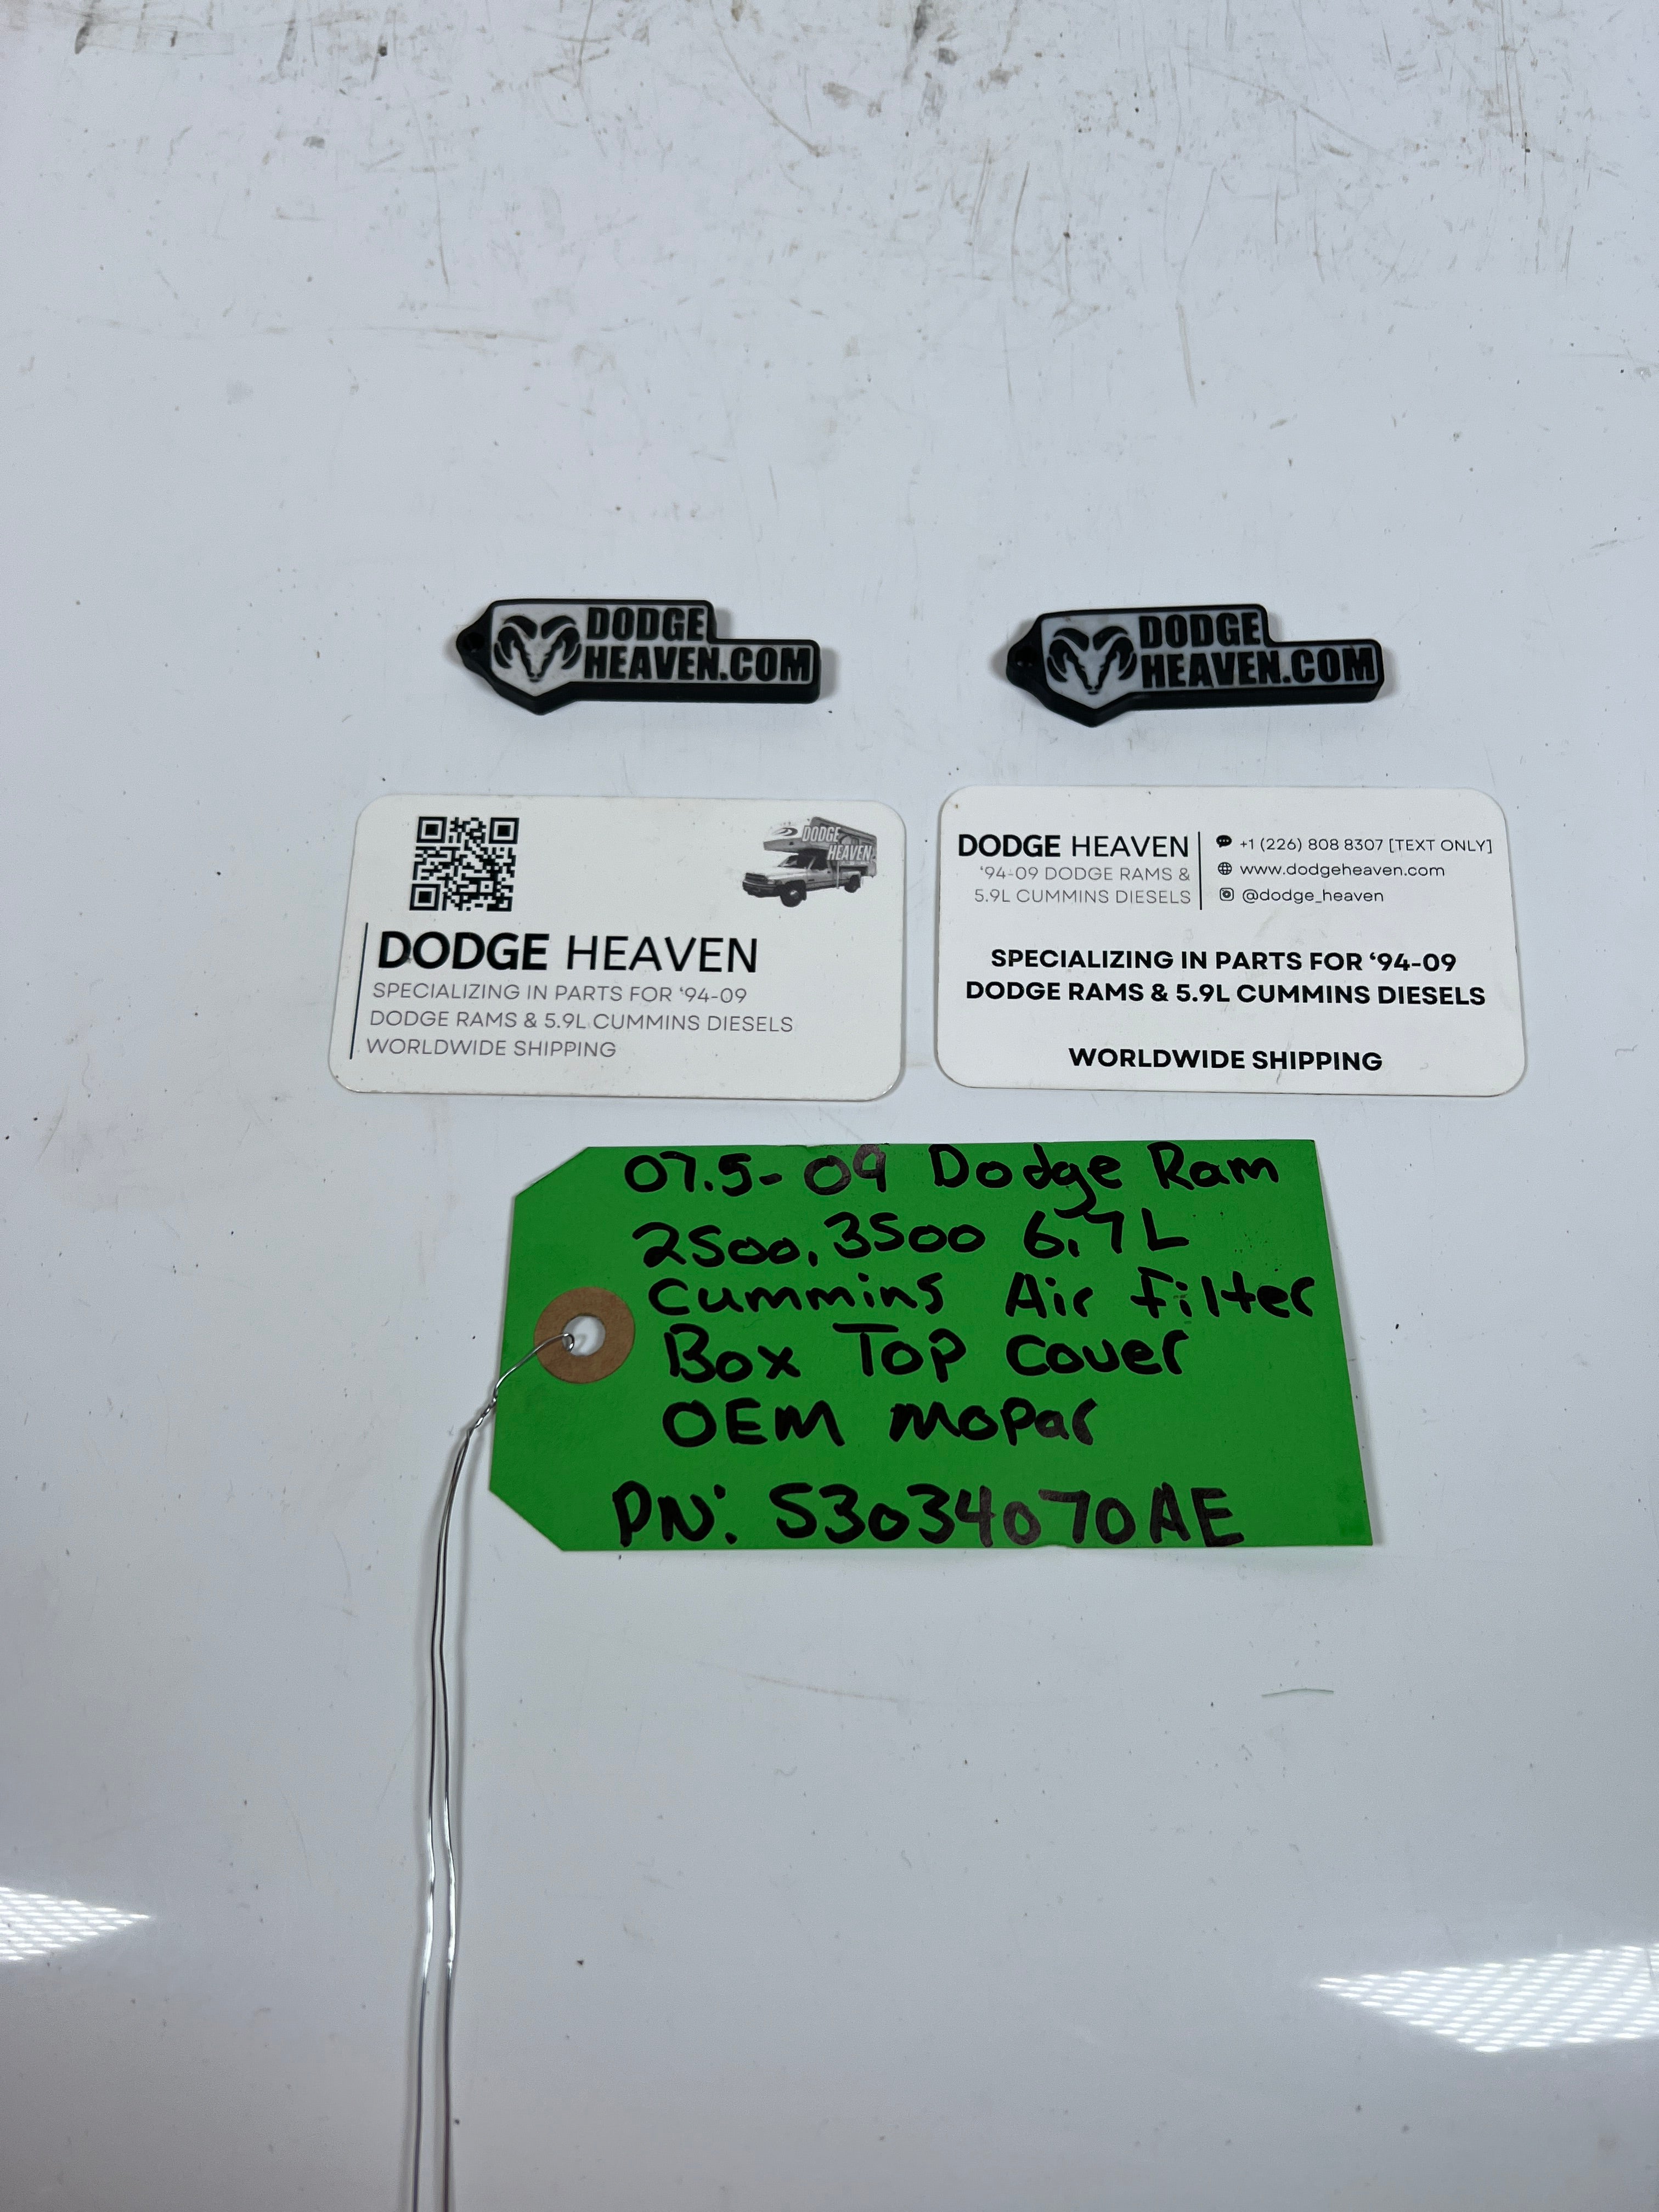 DODGE
HEAVEN.COM
DODGE
HEAVEN.COM
DODGE
HEAVEN
DODGE HEAVEN
SPECIALIZING IN PARTS FOR ‘94-09
DODGE RAMS & 5.9L CUMMINS DIESELS
WORLDWIDE SHIPPING
DODGE HEAVEN
‘94-09 DODGE RAMS &
5.9L CUMMINS DIESELS
+1 (226) 808 8307 [TEXT ONLY]
www.dodgeheaven.com
@dodge_heaven
SPECIALIZING IN PARTS FOR ‘94-09
DODGE RAMS & 5.9L CUMMINS DIESELS
WORLDWIDE SHIPPING
07.5-09 Dodge Ram
2500, 3500 6.7L
Cummins Air Filter
Box Top Cover
OEM Mopar
PN: 53034070AE